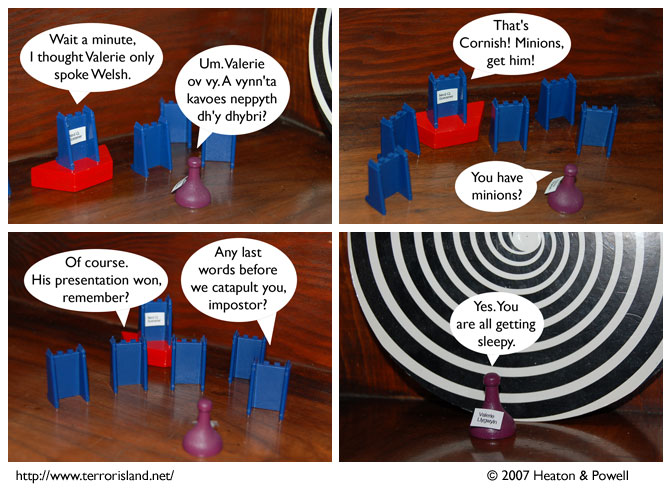 Wait a minute,
I thought Valerie only
spoke Welsh.
Um. Valerie
ov vy. A vynn'ta
kavoes neppyth
dh'y dhybri?
That's
Cornish! Minions,
get him!
You have
minions?
Of course.
His presentation won,
remember?
Any last
words before
we catapult you,
impostor?
Yes. You
are all getting
sleepy.
Valerie
Llygwyln
http://www.terrorisland.net/
© 2007 Heaton & Powell